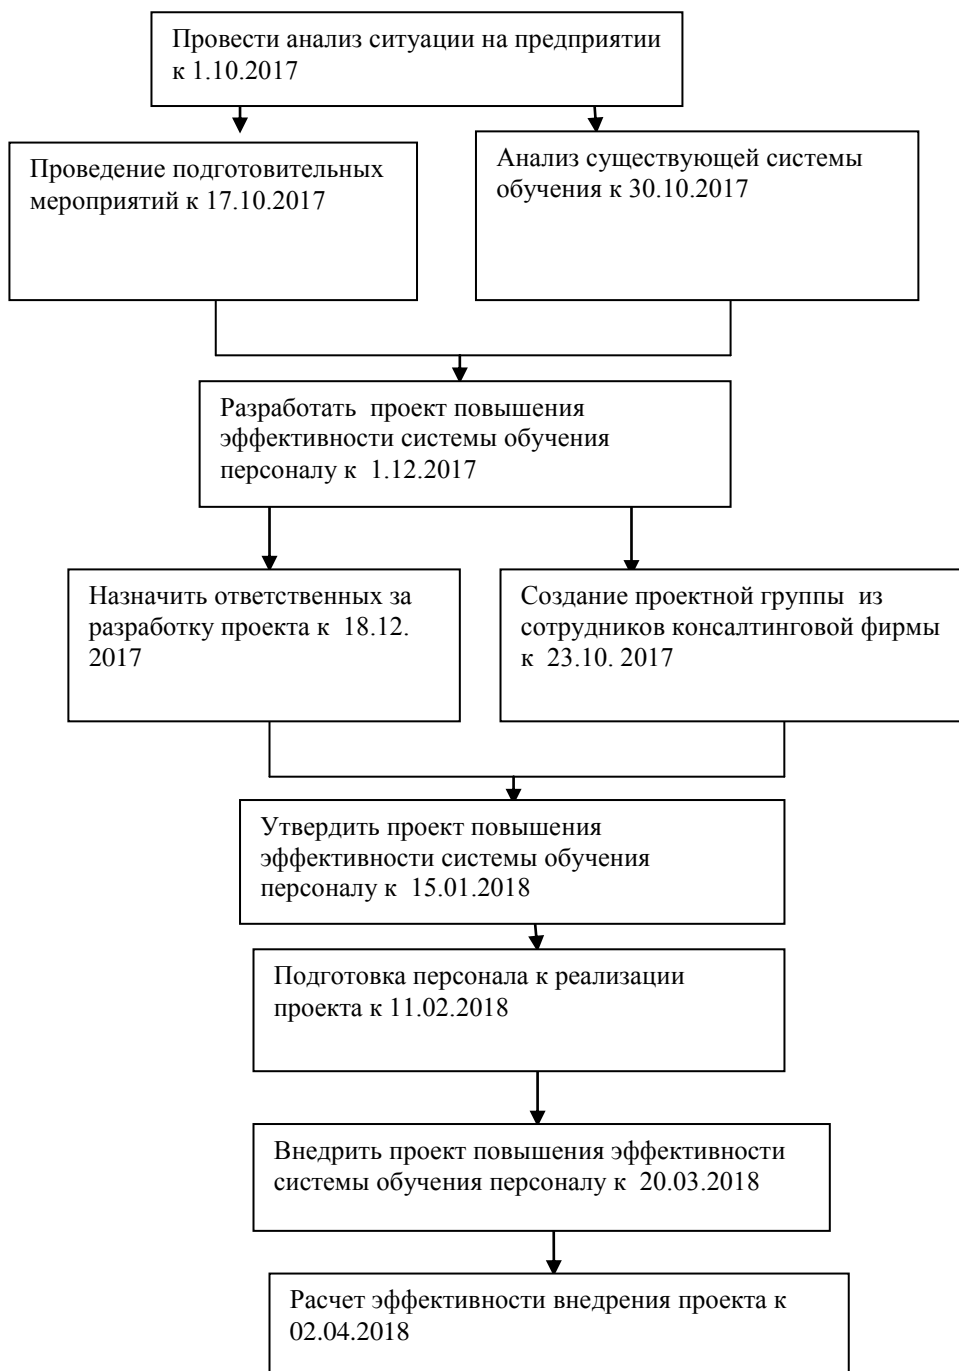 Провести анализ ситуации на предприятии
к 1.10.2017
Проведение подготовительных
мероприятий к 17.10.2017
Анализ существующей системы
обучения к 30.10.2017
Разработать проект повышения
эффективности системы обучения
персоналу к 1.12.2017
Назначить ответственных за
разработку проекта к 18.12.
2017
Создание проектной группы из
сотрудников консалтинговой фирмы
к 23.10. 2017
Утвердить проект повышения
эффективности системы обучения
персоналу к 15.01.2018
Подготовка персонала к реализации
проекта к 11.02.2018
Внедрить проект повышения эффективности
системы обучения персоналу к 20.03.2018
Расчет эффективности внедрения проекта к
02.04.2018